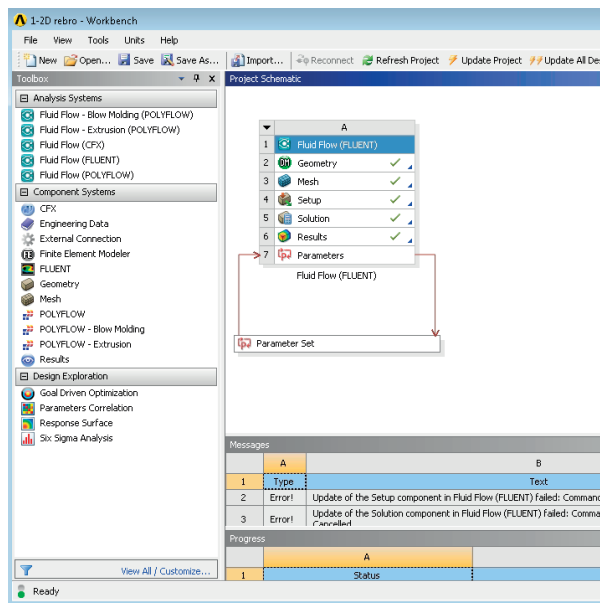 1-2D rebro - Workbench
File View Tools Units Help
New Open... Save Save As... Import... Reconnect Refresh Project Update Project Update All Des
Toolbox
Project Schematic
Analysis Systems
Fluid Flow - Blow Molding (POLYFLOW)
Fluid Flow - Extrusion (POLYFLOW)
Fluid Flow (CFX)
Fluid Flow (FLUENT)
Fluid Flow (POLYFLOW)
Component Systems
CFX
Engineering Data
External Connection
Finite Element Modeler
FLUENT
Geometry
Mesh
POLYFLOW
POLYFLOW - Blow Molding
POLYFLOW - Extrusion
Results
Design Exploration
Goal Driven Optimization
Parameters Correlation
Response Surface
Six Sigma Analysis
View All / Customize...
A
1 Fluid Flow (FLUENT)
2 Geometry
3 Mesh
4 Setup
5 Solution
6 Results
7 Parameters
Fluid Flow (FLUENT)
Parameter Set
Messages
A B
1 Type Text
2 Error! Update of the Setup component in Fluid Flow (FLUENT) failed: Command
3 Error! Update of the Solution component in Fluid Flow (FLUENT) failed: Comma
Cancelled
Progress
A
1 Status
Ready